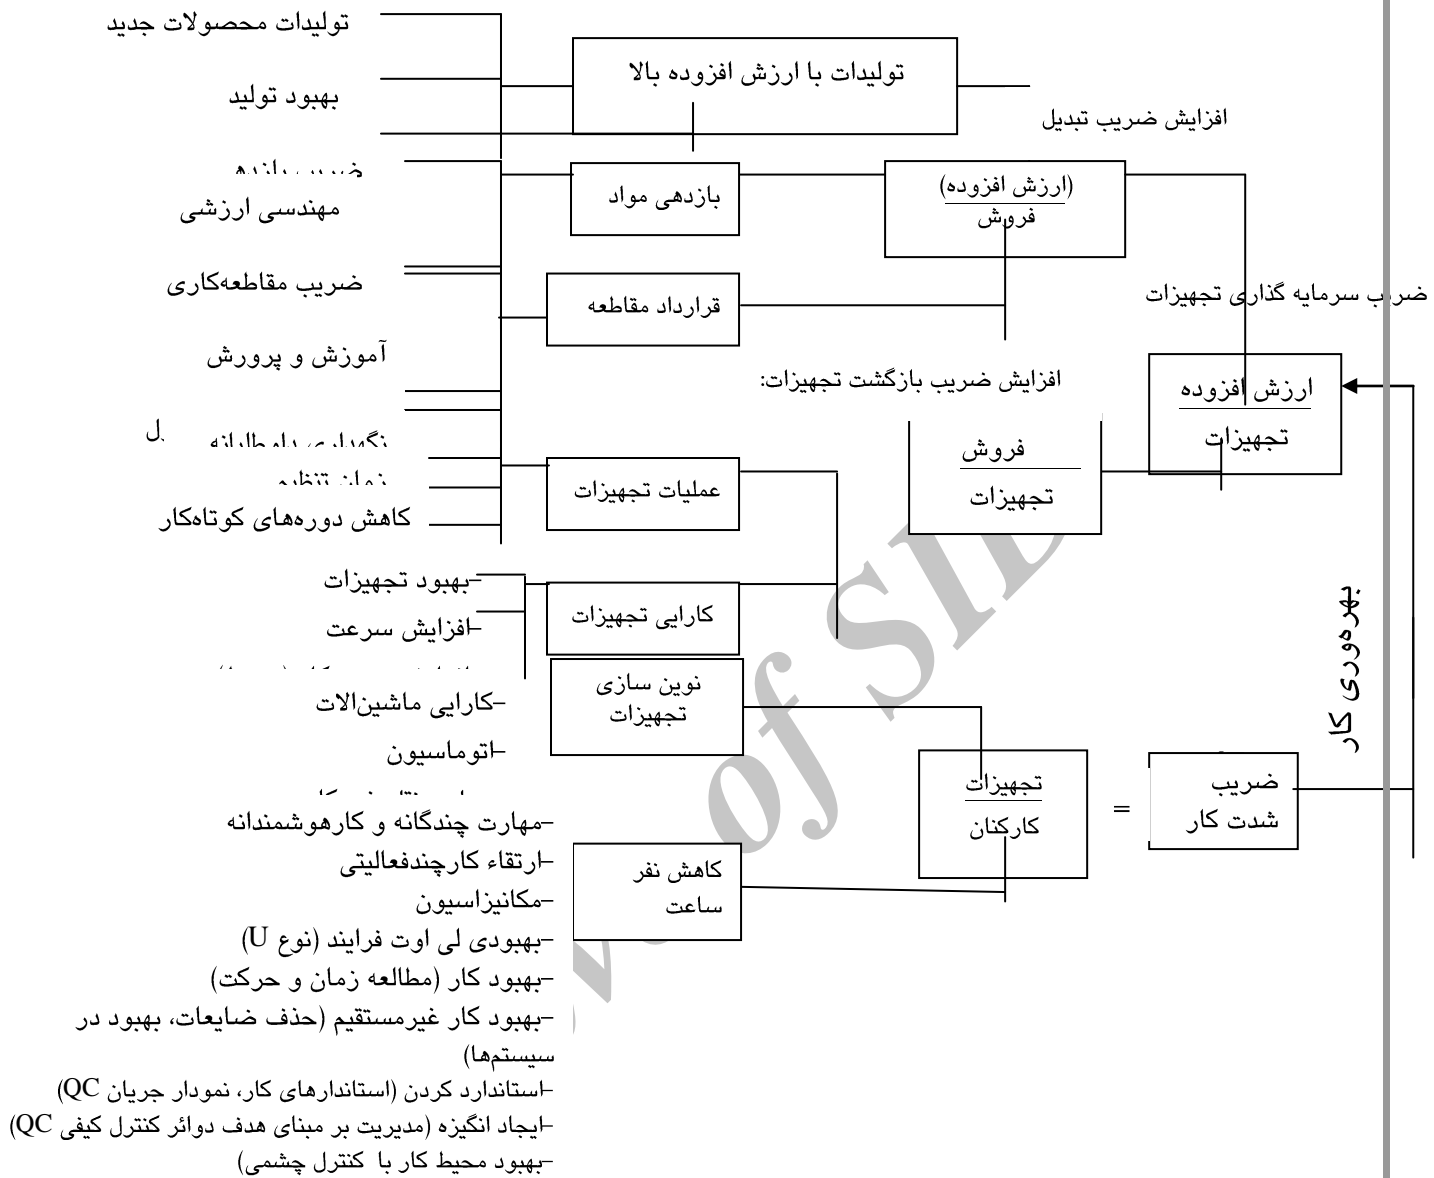 تولیدات محصولات جدید
تولیدات با ارزش افزوده بالا
بهبود تولید
افزایش ضریب تبدیل
(ارزش افزوده)
فروش
بازدهی مواد
مهندسی ارزشی
ضریب مقاطعه‌کاری
قرارداد مقاطعه
ضریب سرمایه گذاری تجهیزات
آموزش و پرورش
افزایش ضریب بازگشت تجهیزات:
ارزش افزوده
تجهیزات
فروش
تجهیزات
زمان تنظیم
عملیات تجهیزات
کاهش دوره‌های کوتاه‌کار
–بهبود تجهیزات
کارایی تجهیزات
–افزایش سرعت
بهره‌وری کار
نوین سازی
تجهیزات
–کارایی ماشین‌الات
–اتوماسیون
تجهیزات
کارکنان
=
ضریب
شدت کار
–مهارت چندگانه و کارهوشمندانه
–ارتقاء کارچندفعالیتی
کاهش نفر
ساعت
–مکانیزاسیون
–بهبودی لی اوت فرایند (نوع U)
–بهبود کار (مطالعه زمان و حرکت)
–بهبود کار غیرمستقیم (حذف ضایعات، بهبود در
سیستم‌ها)
–استاندارد کردن (استاندارهای کار، نمودار جریان QC)
–ایجاد انگیزه (مدیریت بر مبنای هدف دوائر کنترل کیفی QC)
–بهبود محیط کار با کنترل چشمی)
of SID